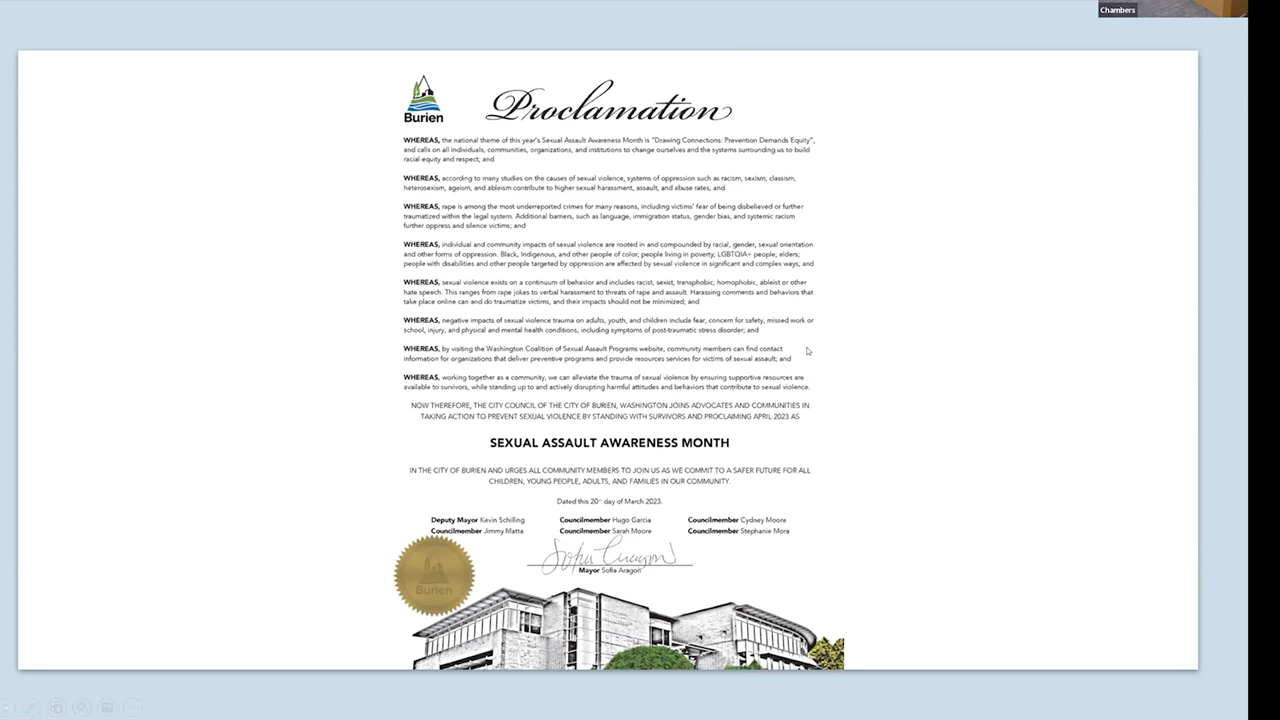 Chambers
Burien
Proclamation
WHEREAS, the national theme of this year's Sexual Assault Awareness Month is "Drawing Connections: Prevention Demands Equity",
and calls on all individuals, communities, organizations, and institutions to change ourselves and the systems surrounding us to build
racial equity and respect; and
WHEREAS, according to many studies on the causes of sexual violence, systems of oppression such as racism, sexism, classism,
heterosexism, ageism, and ableism contribute to higher sexual harassment, assault, and abuse rates; and
WHEREAS, rape is among the most underreported crimes for many reasons, including victims' fear of being disbelieved or further
traumatized within the legal system. Additional barriers, such as language, immigration status, gender bias, and systemic racism
further oppress and silence victims; and
WHEREAS, individual and community impacts of sexual violence are rooted in and compounded by racial, gender, sexual orientation
and other forms of oppression. Black, Indigenous, and other people of color; people living in poverty; LGBTQIA+ people, elders;
people with disabilities and other people targeted by oppression are affected by sexual violence in significant and complex ways; and
WHEREAS, sexual violence exists on a continuum of behavior and includes racist, sexist, transphobic, homophobic, ableist or other
hate speech. This ranges from rape jokes to verbal harassment to threats of rape and assault. Harassing comments and behaviors that
take place online can and do traumatize victims, and their impacts should not be minimized; and
WHEREAS, negative impacts of sexual violence trauma on adults, youth, and children include fear, concern for safety, missed work or
school, injury, and physical and mental health conditions, including symptoms of post-traumatic stress disorder; and
WHEREAS, by visiting the Washington Coalition of Sexual Assault Programs website, community members can find contact
information for organizations that deliver preventive programs and provide resources services for victims of sexual assault; and
WHEREAS, working together as a community, we can alleviate the trauma of sexual violence by ensuring supportive resources are
available to survivors, while standing up to and actively disrupting harmful attitudes and behaviors that contribute to sexual violence.
NOW THEREFORE, THE CITY COUNCIL OF THE CITY OF BURIEN, WASHINGTON JOINS ADVOCATES AND COMMUNITIES IN
TAKING ACTION TO PREVENT SEXUAL VIOLENCE BY STANDING WITH SURVIVORS AND PROCLAIMING APRIL 2023 AS
SEXUAL ASSAULT AWARENESS MONTH
IN THE CITY OF BURIEN AND URGES ALL COMMUNITY MEMBERS TO JOIN US AS WE COMMIT TO A SAFER FUTURE FOR ALL
CHILDREN, YOUNG PEOPLE, ADULTS, AND FAMILIES IN OUR COMMUNITY.
Dated this 20th day of March 2023.
Deputy Mayor Kevin Schilling Councilmember Hugo Garcia Councilmember Cydney Moore
Councilmember Jimmy Matta Councilmember Sarah Moore Councilmember Stephanie Mora
Sofia Aragon
Mayor Sofia Aragon
Burien